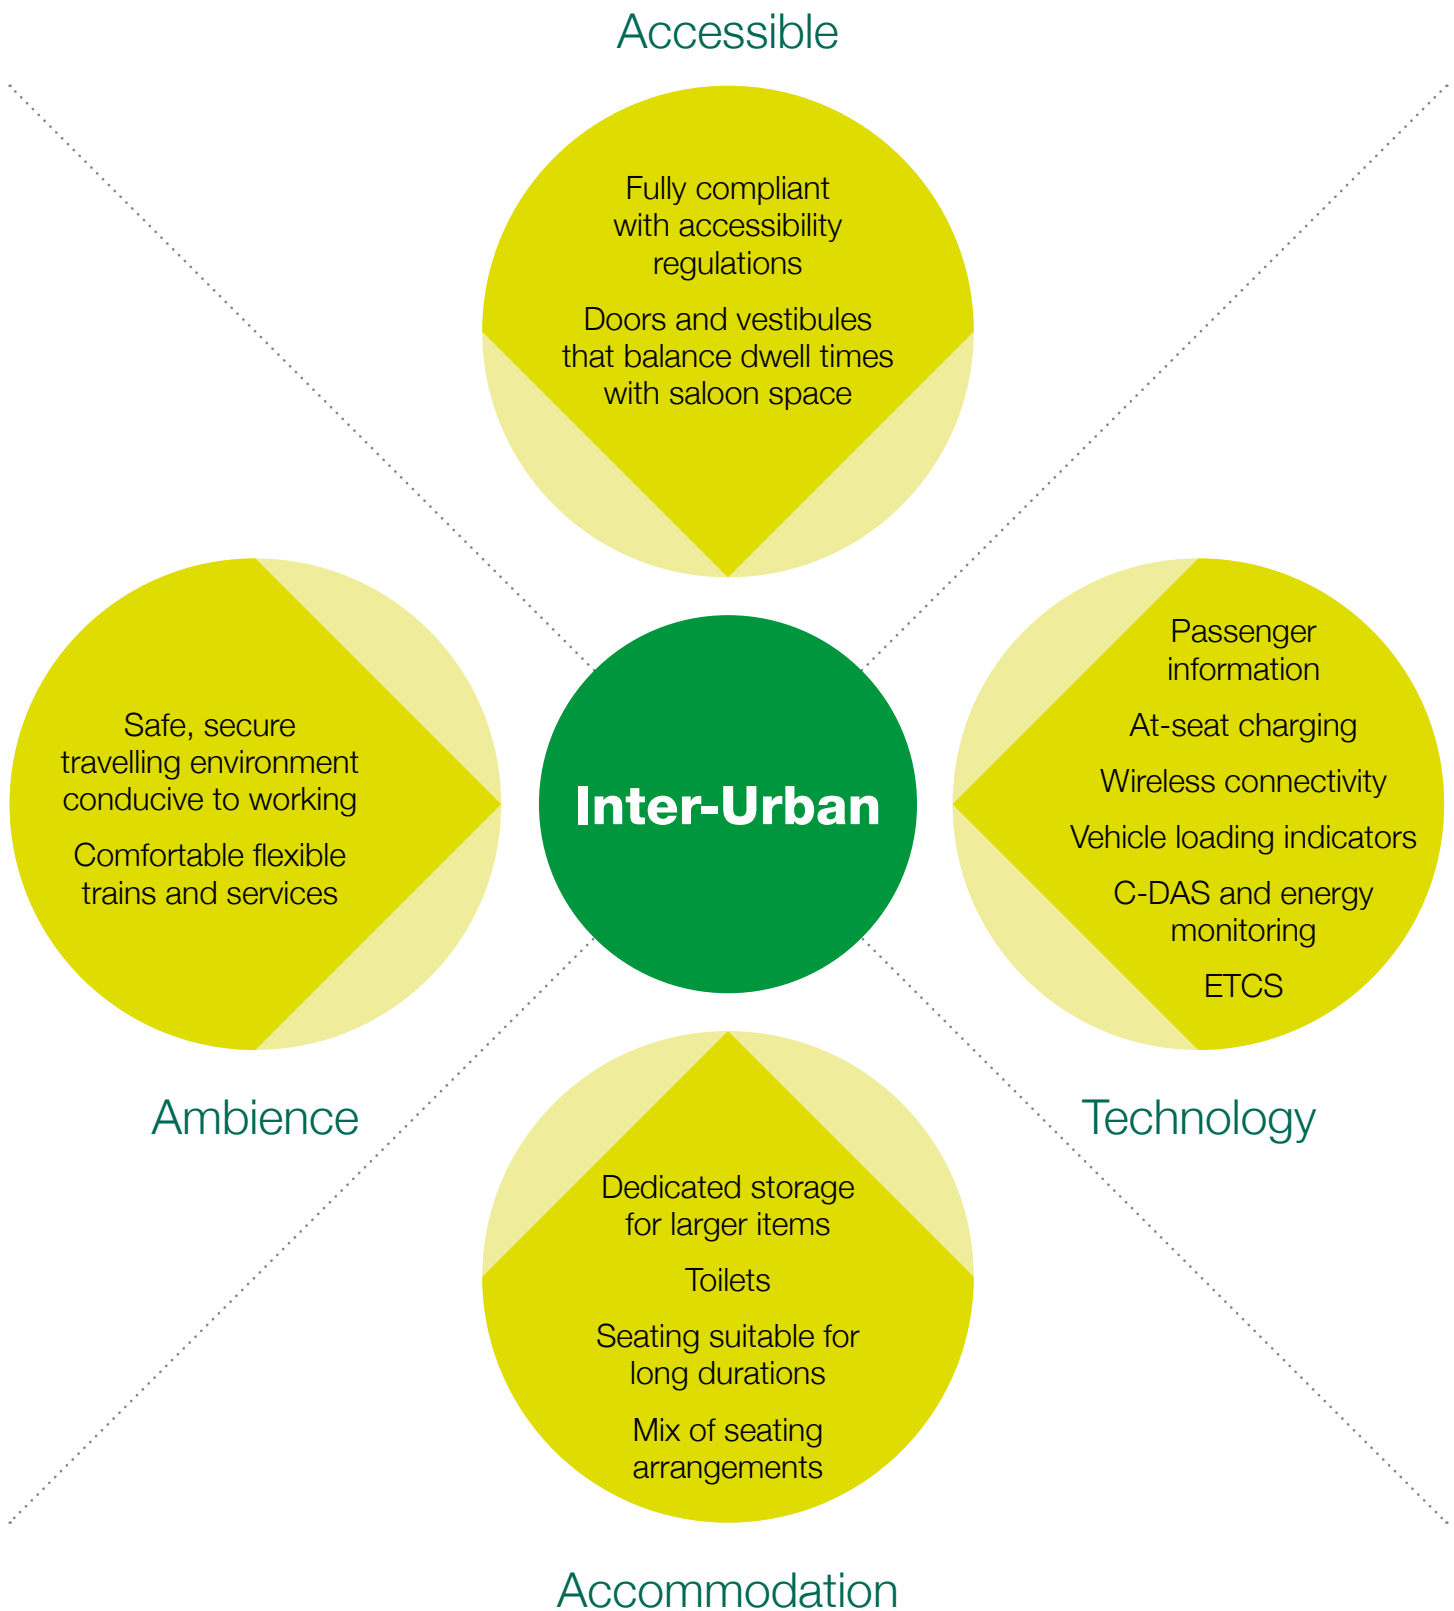 Accessible
Fully compliant
with accessibility
regulations
Doors and vestibules
that balance dwell times
with saloon space
Safe, secure
travelling environment
conducive to working
Comfortable flexible
trains and services
Ambience
Inter-Urban
Passenger
information
At-seat charging
Wireless connectivity
Vehicle loading indicators
C-DAS and energy
monitoring
ETCS
Technology
Dedicated storage
for larger items
Toilets
Seating suitable for
long durations
Mix of seating
arrangements
Accommodation